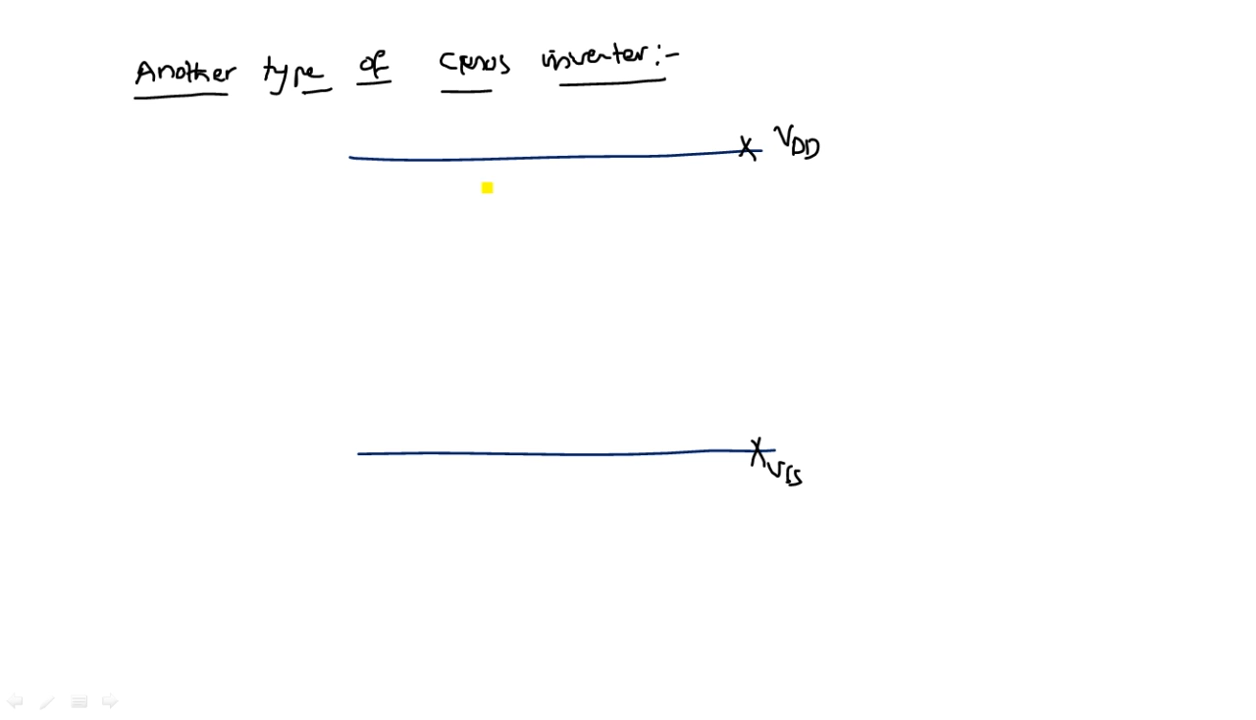 Another type of CMOS inverter:-
VDD
VSS